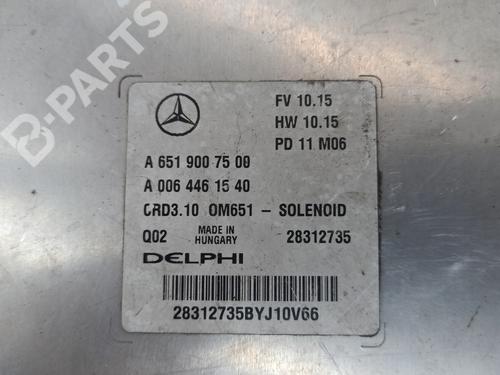 B-PARTS
FV 10.15
HW 10.15
PD 11 M06
A 651 900 75 00
A 006 446 15 40
CRD3.10 OM651 - SOLENOID
Q02 MADE IN HUNGARY 28312735
DELPHI
28312735BYJ10V66